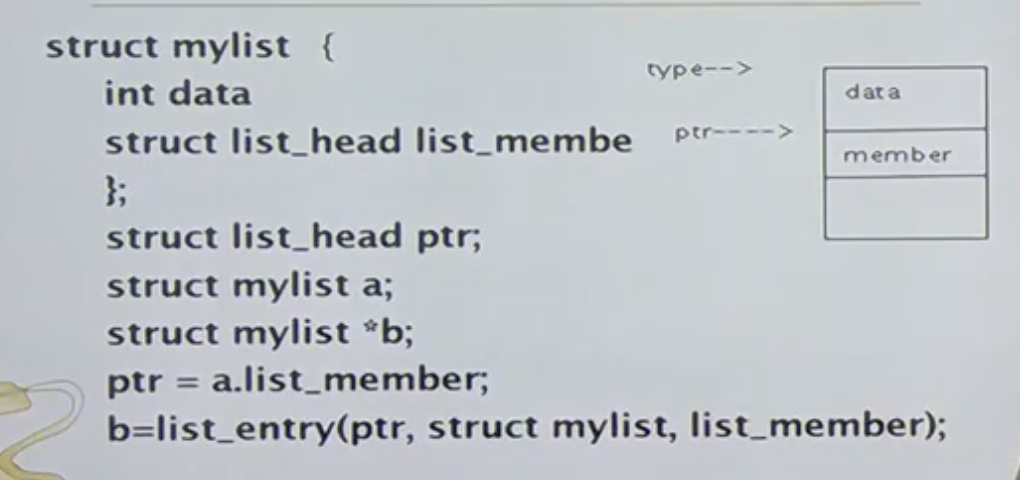 struct mylist {
int data
struct list_head list_membe
};
struct list_head ptr;
struct mylist a;
struct mylist *b;
ptr = a.list_member;
b=list_entry(ptr, struct mylist, list_member);
type-->
ptr---->
data
member